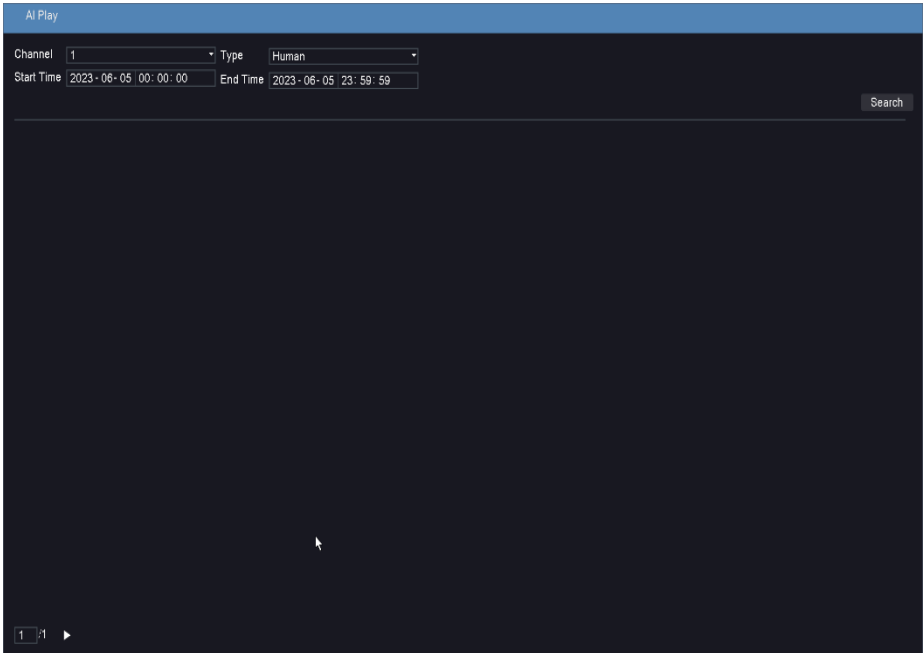 AI Play
Channel 1 Type Human
Start Time 2023-06-05 00:00:00 End Time 2023-06-05 23:59:59
Search
1 /1